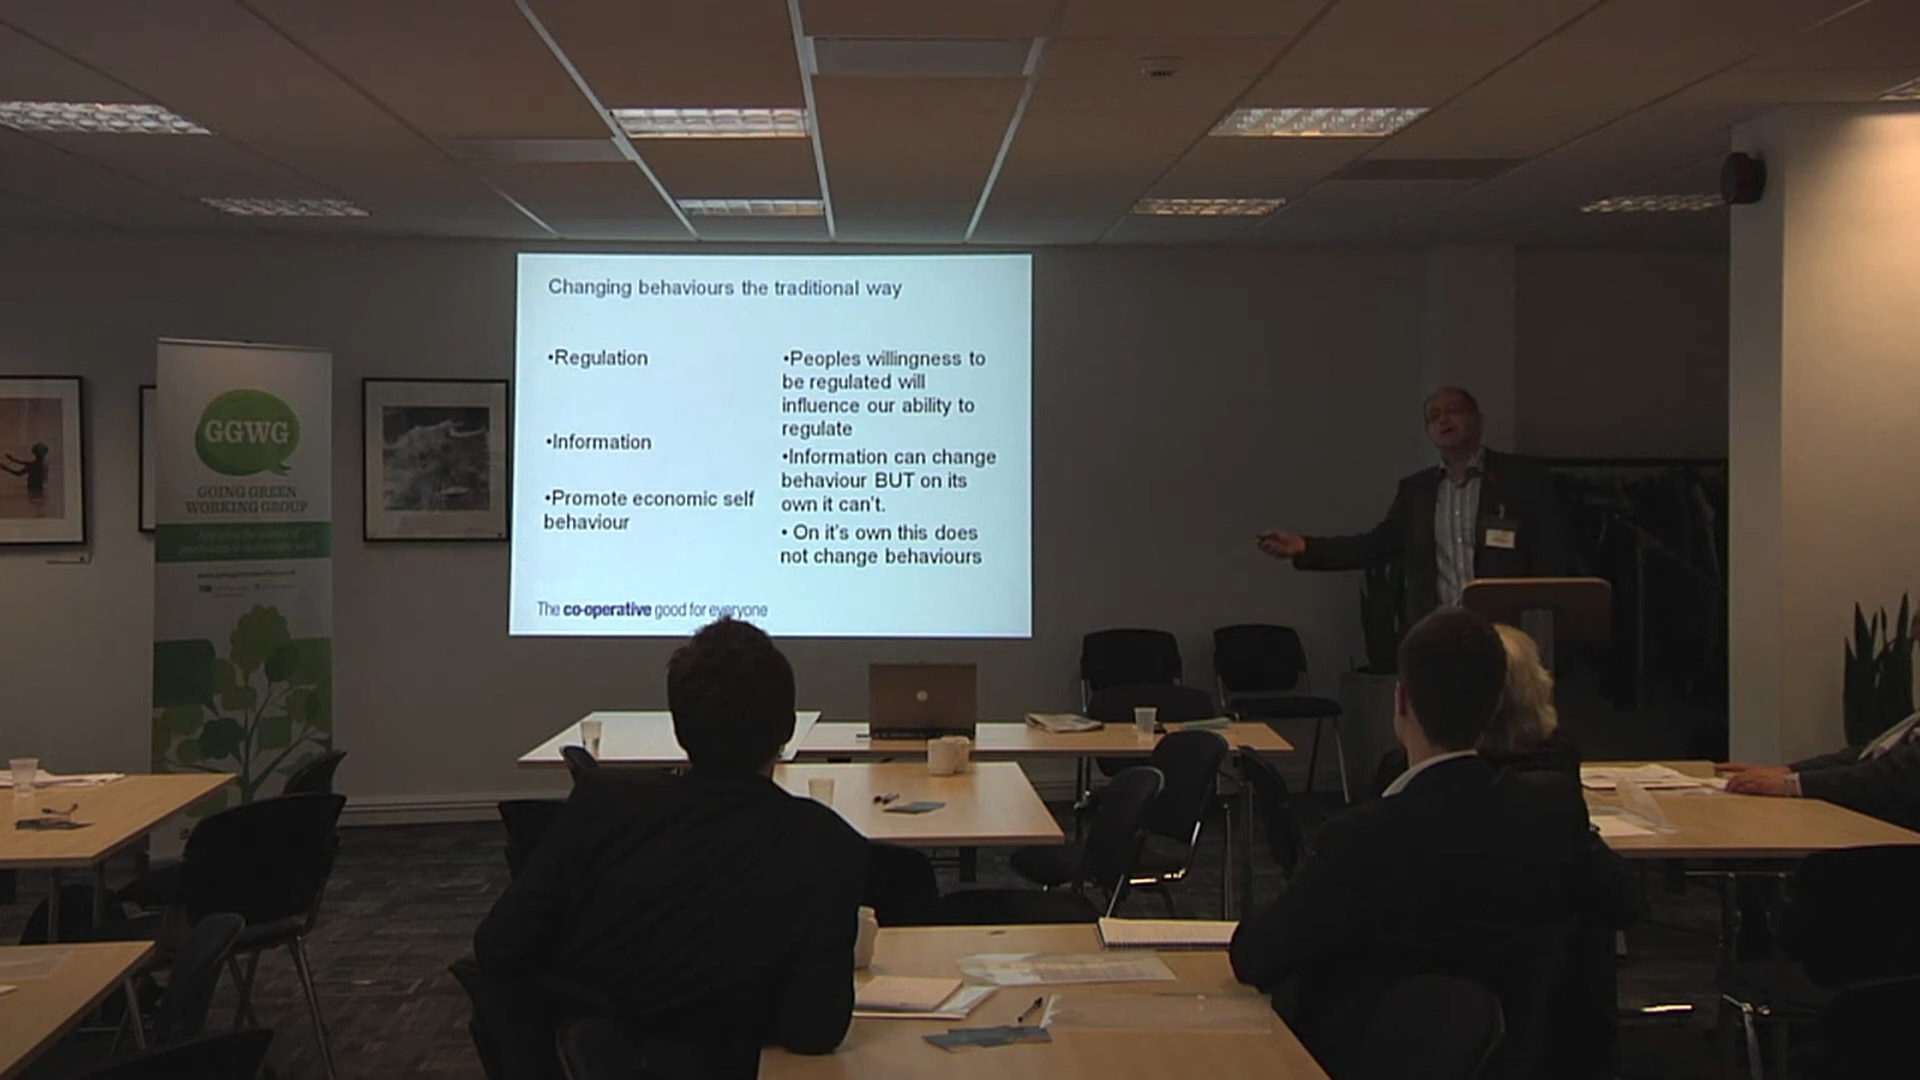 Changing behaviours the traditional way
•Regulation
•Information
•Promote economic self
behaviour
•Peoples willingness to
be regulated will
influence our ability to
regulate
•Information can change
behaviour BUT on its
own it can't.
• On it's own this does
not change behaviours
The co-operative good for everyone
GGWG
GOING GREEN
WORKING GROUP